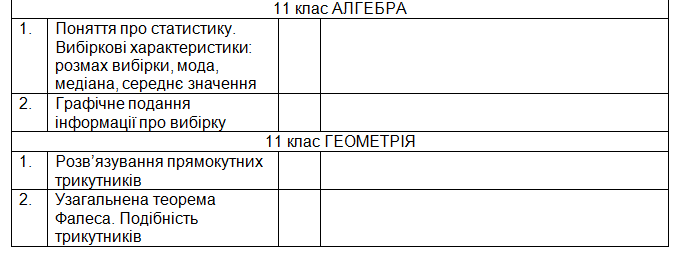 11 клас АЛГЕБРА
1. Поняття про статистику.
Вибіркові характеристики:
розмах вибірки, мода,
медіана, середнє значення
2. Графічне подання
інформації про вибірку
11 клас ГЕОМЕТРІЯ
1. Розв’язування прямокутних
трикутників
2. Узагальнена теорема
Фалеса. Подібність
трикутників